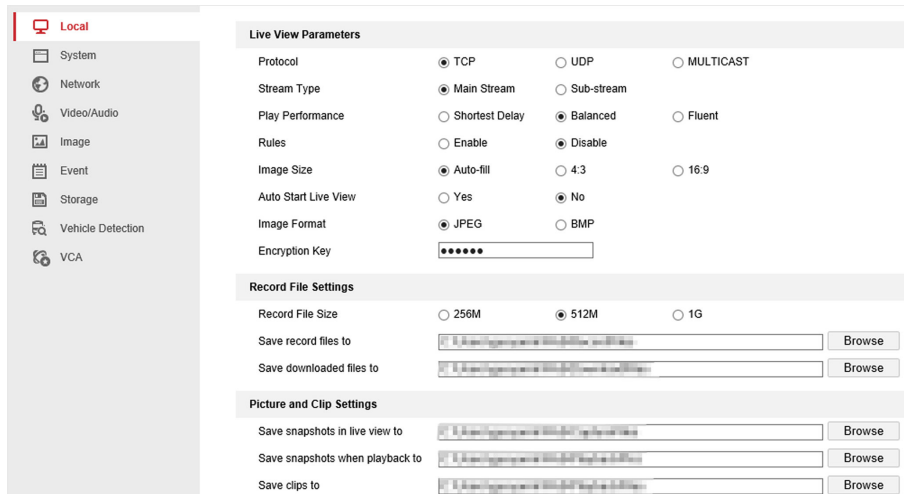 Local
System
Network
Video/Audio
Image
Event
Storage
Vehicle Detection
VCA
Live View Parameters
Protocol TCP UDP MULTICAST
Stream Type Main Stream Sub-stream
Play Performance Shortest Delay Balanced Fluent
Rules Enable Disable
Image Size Auto-fill 4:3 16:9
Auto Start Live View Yes No
Image Format JPEG BMP
Encryption Key
Record File Settings
Record File Size 256M 512M 1G
Save record files to Browse
Save downloaded files to Browse
Picture and Clip Settings
Save snapshots in live view to Browse
Save snapshots when playback to Browse
Save clips to Browse